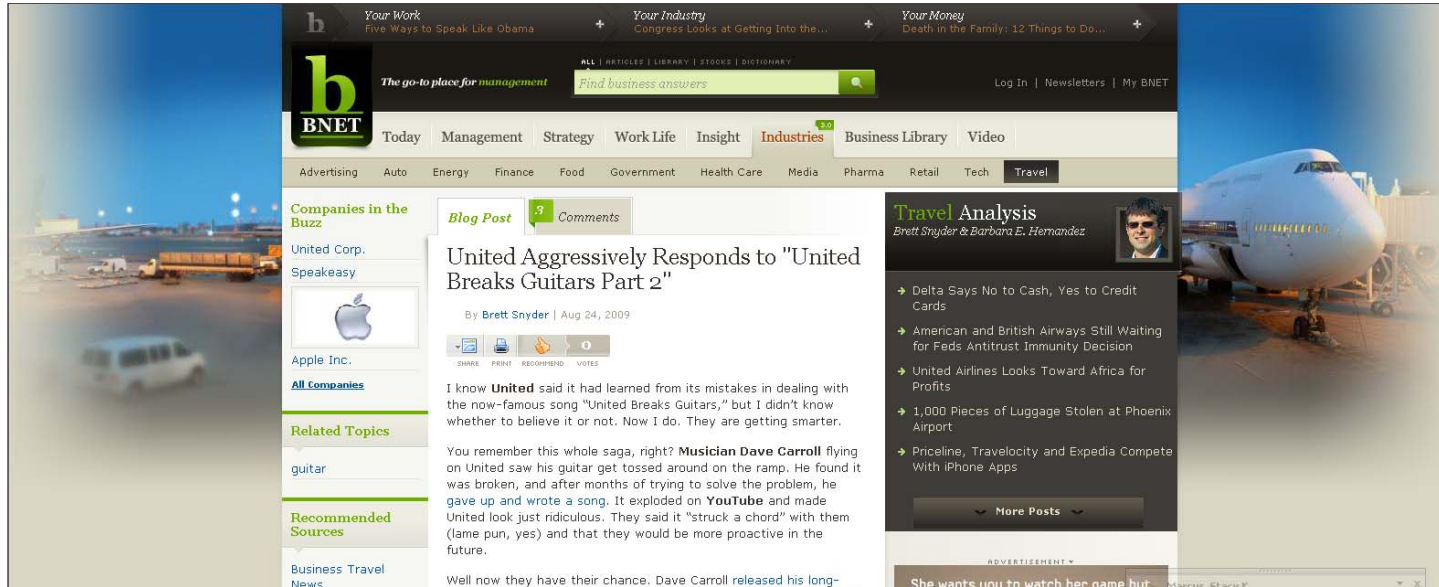 Your Work
Five Ways to Speak Like Obama
Your Industry
Congress Looks at Getting Into the...
Your Money
Death in the Family: 12 Things to Do...
b
BNET
The go-to place for management
ALL | ARTICLES | LIBRARY | STOCKS | DICTIONARY
Find business answers
Log In | Newsletters | My BNET
Today Management Strategy Work Life Insight Industries 3.0 Business Library Video
Advertising Auto Energy Finance Food Government Health Care Media Pharma Retail Tech Travel
Companies in the
Buzz
United Corp.
Speakeasy
Apple Inc.
All Companies
Related Topics
guitar
Recommended
Sources
Business Travel
News
Blog Post 3 Comments
United Aggressively Responds to "United
Breaks Guitars Part 2"
By Brett Snyder | Aug 24, 2009
0
SHARE PRINT RECOMMEND VOTES
I know United said it had learned from its mistakes in dealing with
the now-famous song “United Breaks Guitars,” but I didn’t know
whether to believe it or not. Now I do. They are getting smarter.
You remember this whole saga, right? Musician Dave Carroll flying
on United saw his guitar get tossed around on the ramp. He found it
was broken, and after months of trying to solve the problem, he
gave up and wrote a song. It exploded on YouTube and made
United look just ridiculous. They said it “struck a chord” with them
(lame pun, yes) and that they would be more proactive in the
future.
Well now they have their chance. Dave Carroll released his long-
Travel Analysis
Brett Snyder & Barbara E. Hernandez
Delta Says No to Cash, Yes to Credit
Cards
American and British Airways Still Waiting
for Feds Antitrust Immunity Decision
United Airlines Looks Toward Africa for
Profits
1,000 Pieces of Luggage Stolen at Phoenix
Airport
Priceline, Travelocity and Expedia Compete
With iPhone Apps
More Posts
ADVERTISEMENT
She wants you to watch her game but
Marcus, Stacy K